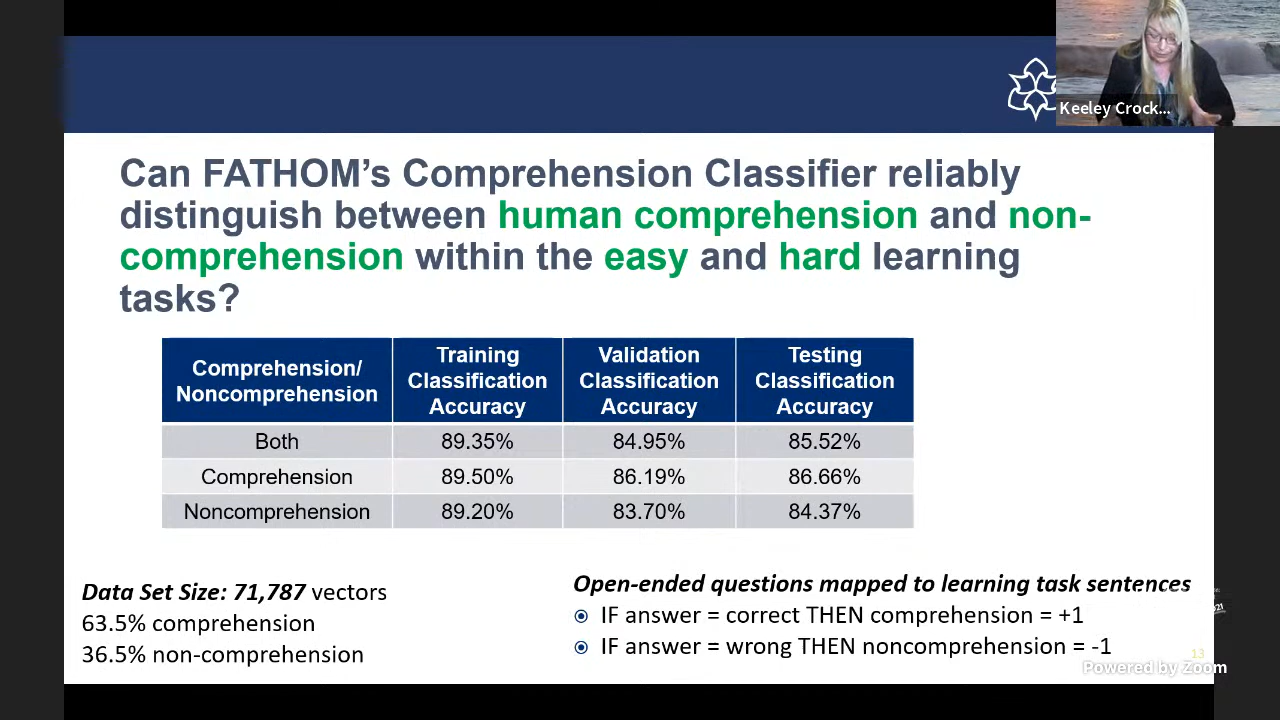 Keeley Crock...
Can FATHOM's Comprehension Classifier reliably
distinguish between human comprehension and non-
comprehension within the easy and hard learning
tasks?
Comprehension/ Noncomprehension
Training Classification Accuracy
Validation Classification Accuracy
Testing Classification Accuracy
Both 89.35% 84.95% 85.52%
Comprehension 89.50% 86.19% 86.66%
Noncomprehension 89.20% 83.70% 84.37%
Data Set Size: 71,787 vectors
63.5% comprehension
36.5% non-comprehension
Open-ended questions mapped to learning task sentences
IF answer = correct THEN comprehension = +1
IF answer = wrong THEN noncomprehension = -1
13
Powered by Zoom